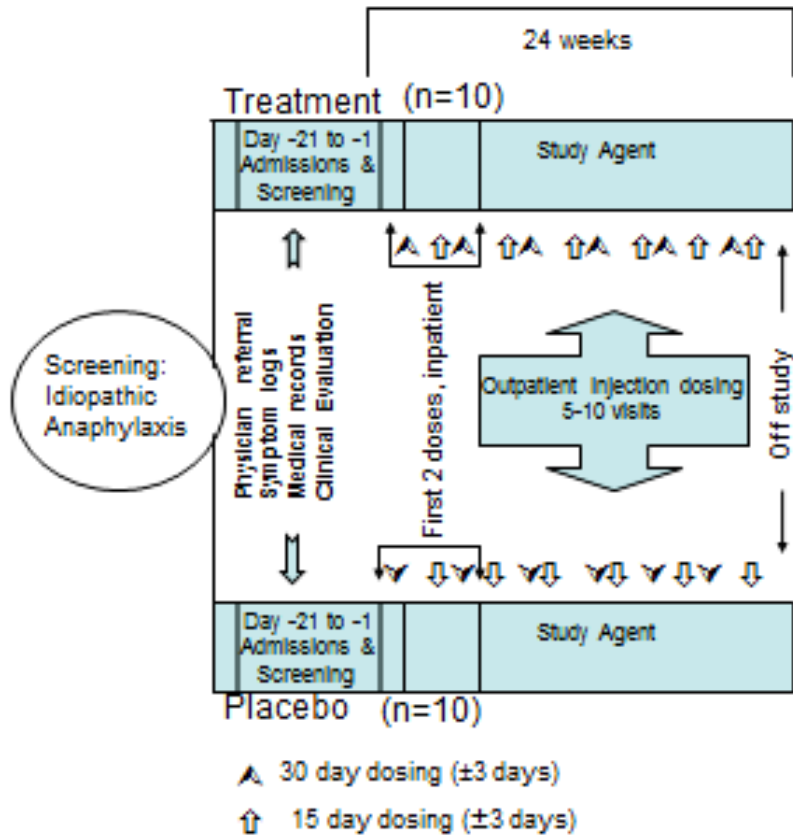 24 weeks
Treatment (n=10)
Day -21 to -1
Admissions &
Screening
Study Agent
Screening:
Idiopathic
Anaphylaxis
Physician referral
Symptom logs
Medical records
Clinical Evaluation
First 2 doses, inpatient
Outpatient Injection dosing
5-10 visits
Off study
Day -21 to -1
Admissions &
Screening
Study Agent
Placebo (n=10)
30 day dosing (±3 days)
15 day dosing (±3 days)